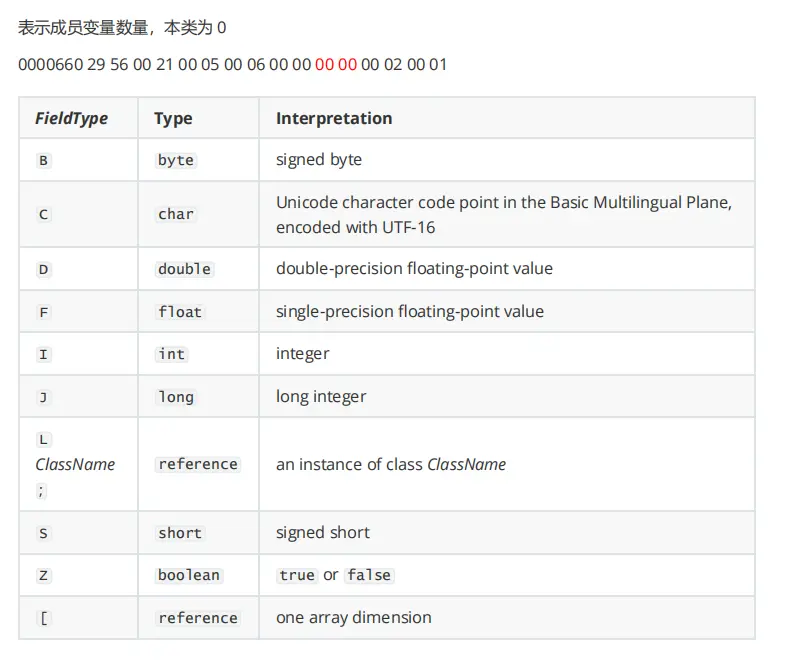 表示成员变量数量，本类为 0
0000660 29 56 00 21 00 05 00 06 00 00 00 00 00 02 00 01
FieldType Type Interpretation
B byte signed byte
C char Unicode character code point in the Basic Multilingual Plane,
encoded with UTF-16
D double double-precision floating-point value
F float single-precision floating-point value
I int integer
J long long integer
L
ClassName reference an instance of class ClassName
;
S short signed short
Z boolean true or false
[ reference one array dimension